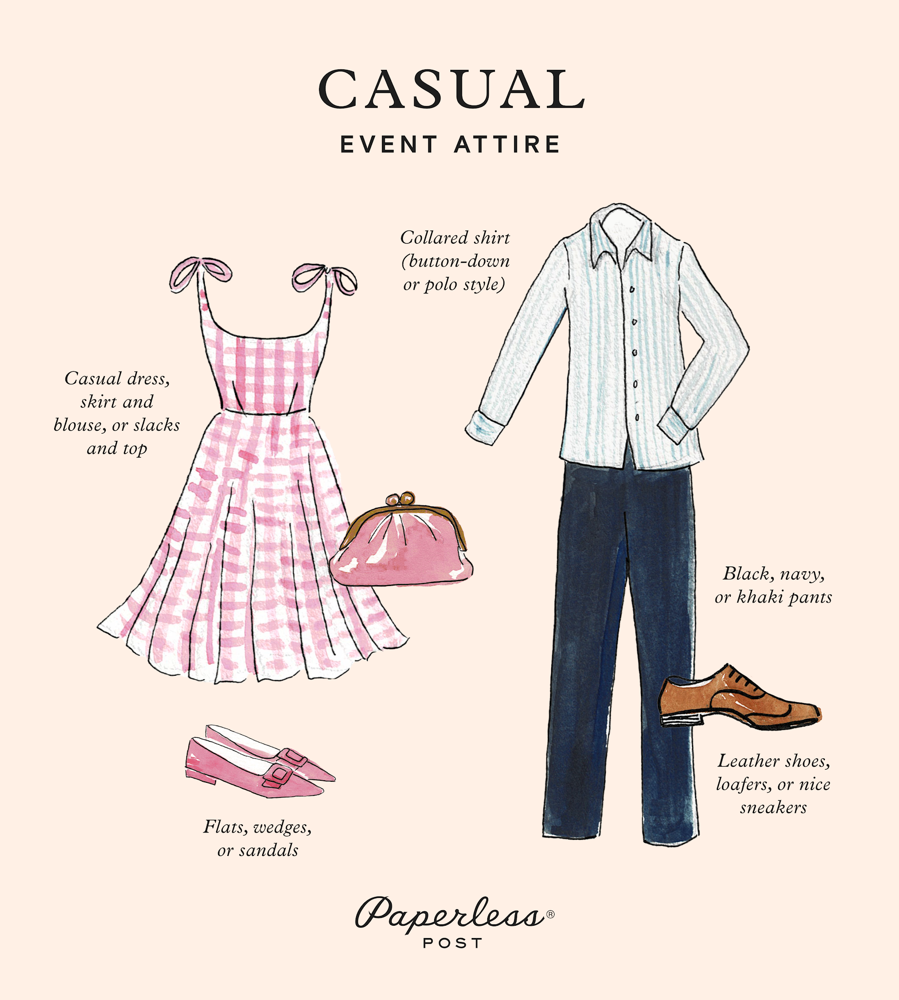 CASUAL
EVENT ATTIRE
Collared shirt
(button-down
or polo style)
Casual dress,
skirt and
blouse, or slacks
and top
Black, navy,
or khaki pants
Leather shoes,
loafers, or nice
sneakers
Flats, wedges,
or sandals
Paperless®
POST